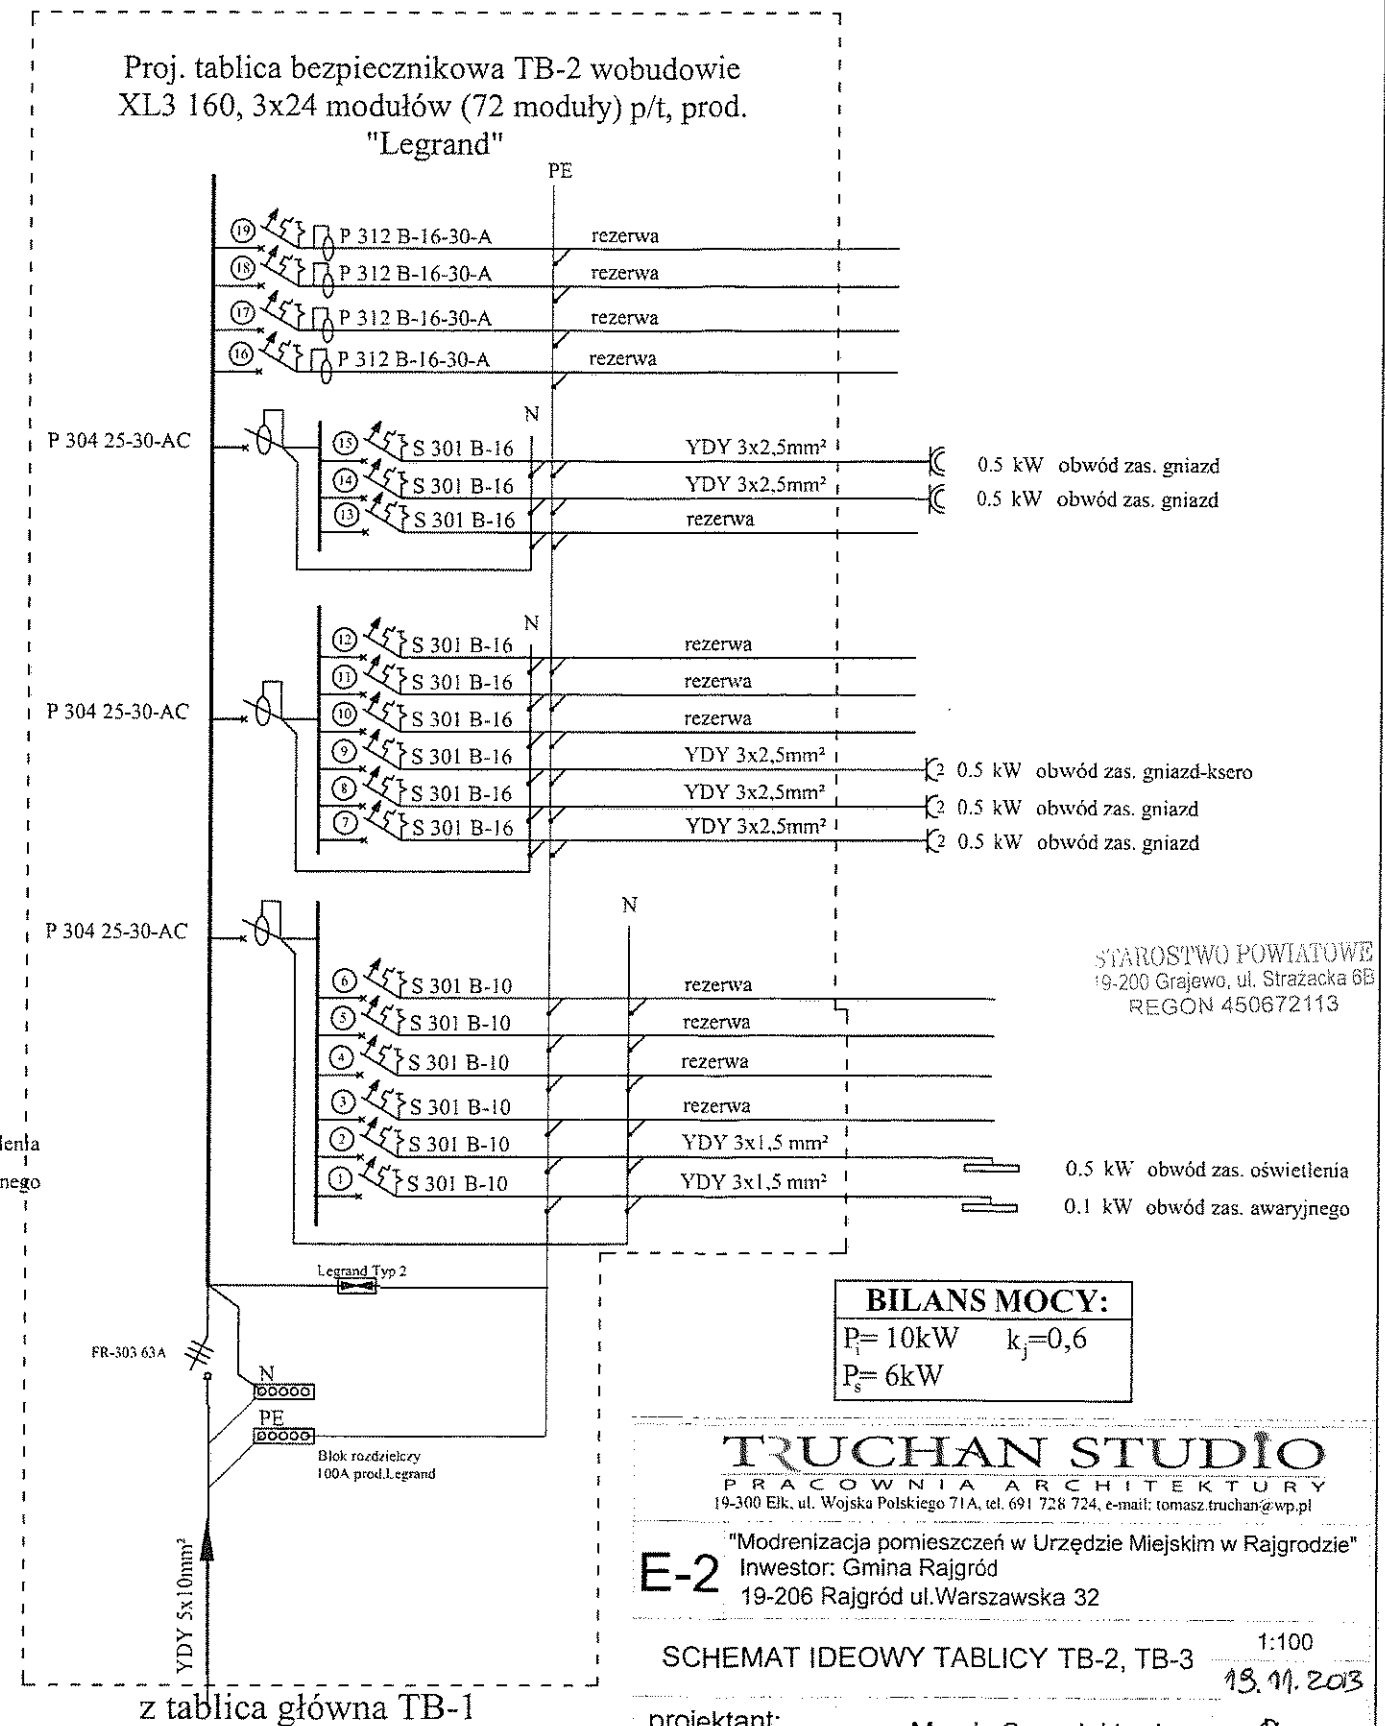 Proj. tablica bezpiecznikowa TB-2 wobudowie
XL3 160, 3x24 modułów (72 moduły) p/t, prod.
"Legrand"
PE
19 P 312 B-16-30-A rezerwa
18 P 312 B-16-30-A rezerwa
17 P 312 B-16-30-A rezerwa
16 P 312 B-16-30-A rezerwa
N
P 304 25-30-AC
15 S 301 B-16 YDY 3x2,5mm² 0.5 kW obwód zas. gniazd
14 S 301 B-16 YDY 3x2,5mm² 0.5 kW obwód zas. gniazd
13 S 301 B-16 rezerwa
N
12 S 301 B-16 rezerwa
11 S 301 B-16 rezerwa
P 304 25-30-AC
10 S 301 B-16 rezerwa
9 S 301 B-16 YDY 3x2,5mm² 2 0.5 kW obwód zas. gniazd-ksero
8 S 301 B-16 YDY 3x2,5mm² 2 0.5 kW obwód zas. gniazd
7 S 301 B-16 YDY 3x2,5mm² 2 0.5 kW obwód zas. gniazd
N
P 304 25-30-AC
STAROSTWO POWIATOWE
19-200 Grajewo, ul. Strażacka 6B
REGON 450672113
6 S 301 B-10 rezerwa
5 S 301 B-10 rezerwa
4 S 301 B-10 rezerwa
3 S 301 B-10 rezerwa
2 S 301 B-10 YDY 3x1,5 mm² 0.5 kW obwód zas. oświetlenia
1 S 301 B-10 YDY 3x1,5 mm² 0.1 kW obwód zas. awaryjnego
lenia
nego
Legrand Typ 2
FR-303 63A
N
PE
Blok rozdzielczy
100A prod.Legrand
YDY 5x10mm²
z tablica główna TB-1
BILANS MOCY:
Pi= 10kW kj=0,6
Ps= 6kW
TRUCHAN STUDIO
PRACOWNIA ARCHITEKTURY
19-300 Ełk, ul. Wojska Polskiego 71A, tel. 691 728 724, e-mail: tomasz.truchan@wp.pl
E-2
"Modrenizacja pomieszczeń w Urzędzie Miejskim w Rajgrodzie"
Inwestor: Gmina Rajgród
19-206 Rajgród ul.Warszawska 32
SCHEMAT IDEOWY TABLICY TB-2, TB-3
1:100
19.11.2013
projektant: